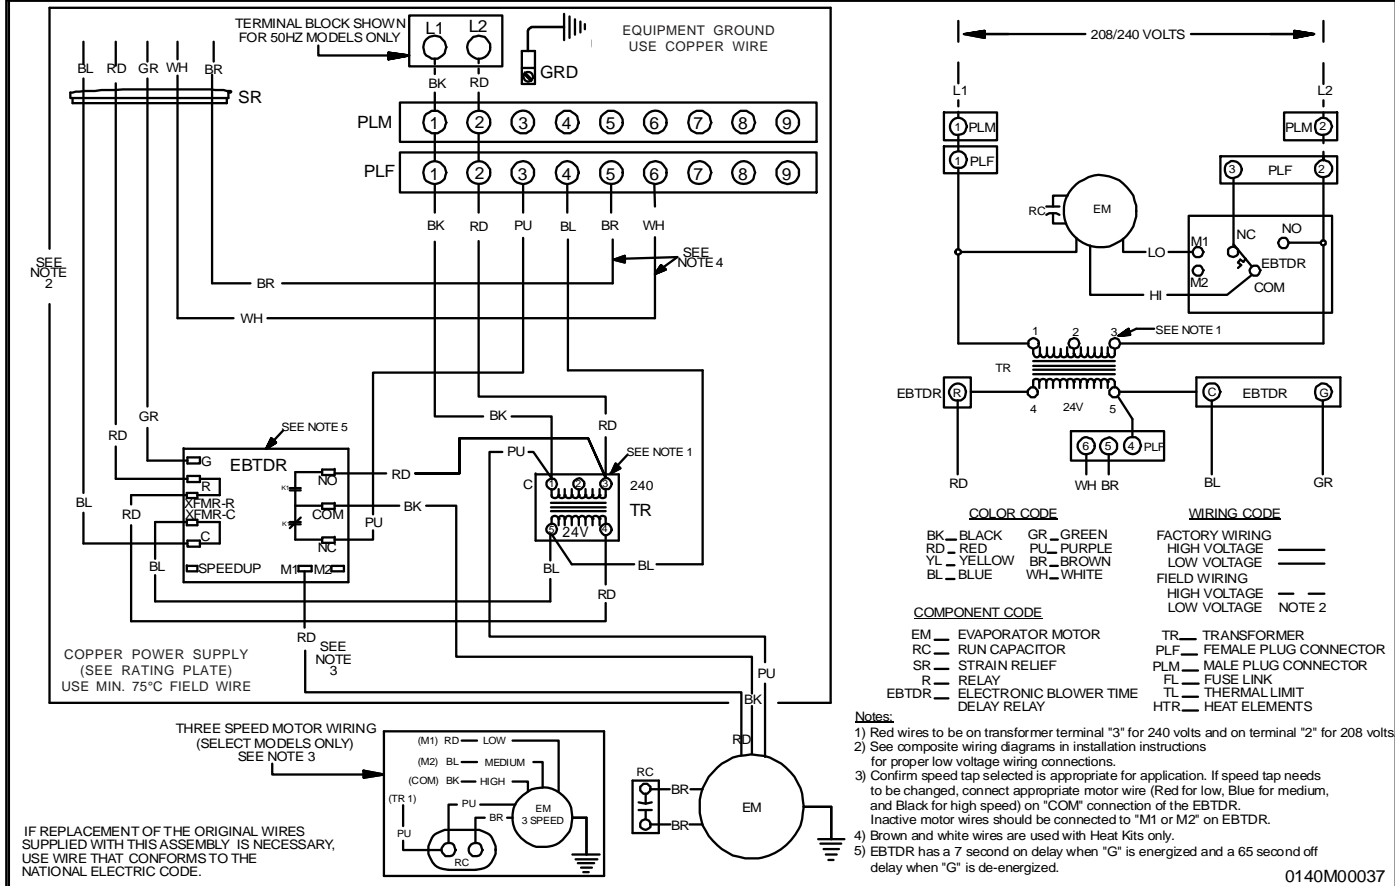 TERMINAL BLOCK SHOWN
FOR 50HZ MODELS ONLY
L1 L2
BK RD
GRD
EQUIPMENT GROUND
USE COPPER WIRE
BL RD GR WH BR
SR
PLM 1 2 3 4 5 6 7 8 9
PLF 1 2 3 4 5 6 7 8 9
BK RD PU BL BR WH
SEE
NOTE
2
SEE
NOTE 4
BR
WH
GR
RD
BK
RD
SEE NOTE 5
SEE NOTE 1
EBTDR
G
R
XFMR-R
XFMR-C
C
SPEEDUP
NO
COM
NC
M1 M2
K1
K1
RD
PU
BK
PU
C 1 2 3 240
TR
5 24V 4
BL
RD
BL
BL
RD
BL
RD
SEE
NOTE
3
COPPER POWER SUPPLY
(SEE RATING PLATE)
USE MIN. 75°C FIELD WIRE
PU
BK
RD
THREE SPEED MOTOR WIRING
(SELECT MODELS ONLY)
SEE NOTE 3
(M1) RD LOW
(M2) BL MEDIUM
(COM) BK HIGH
(TR 1)
PU
PU
BR
EM
3 SPEED
RC
RC
BR
BR
EM
IF REPLACEMENT OF THE ORIGINAL WIRES
SUPPLIED WITH THIS ASSEMBLY IS NECESSARY,
USE WIRE THAT CONFORMS TO THE
NATIONAL ELECTRIC CODE.
208/240 VOLTS
L1 L2
1 PLM PLM 2
1 PLF
3 PLF 2
RC
EM
LO
HI
M1
M2
NC
NO
EBTDR
COM
1 2 3
SEE NOTE 1
TR
EBTDR R
4 24V 5
C EBTDR G
6 5 4 PLF
RD WH BR BL GR
COLOR CODE
BK BLACK GR GREEN
RD RED PU PURPLE
YL YELLOW BR BROWN
BL BLUE WH WHITE
WIRING CODE
FACTORY WIRING
HIGH VOLTAGE
LOW VOLTAGE
FIELD WIRING
HIGH VOLTAGE
LOW VOLTAGE NOTE 2
COMPONENT CODE
EM EVAPORATOR MOTOR
RC RUN CAPACITOR
SR STRAIN RELIEF
R RELAY
EBTDR ELECTRONIC BLOWER TIME
DELAY RELAY
TR TRANSFORMER
PLF FEMALE PLUG CONNECTOR
PLM MALE PLUG CONNECTOR
FL FUSE LINK
TL THERMAL LIMIT
HTR HEAT ELEMENTS
Notes:
1) Red wires to be on transformer terminal "3" for 240 volts and on terminal "2" for 208 volts
2) See composite wiring diagrams in installation instructions
for proper low voltage wiring connections.
3) Confirm speed tap selected is appropriate for application. If speed tap needs
to be changed, connect appropriate motor wire (Red for low, Blue for medium,
and Black for high speed) on "COM" connection of the EBTDR.
Inactive motor wires should be connected to "M1 or M2" on EBTDR.
4) Brown and white wires are used with Heat Kits only.
5) EBTDR has a 7 second on delay when "G" is energized and a 65 second off
delay when "G" is de-energized.
0140M00037